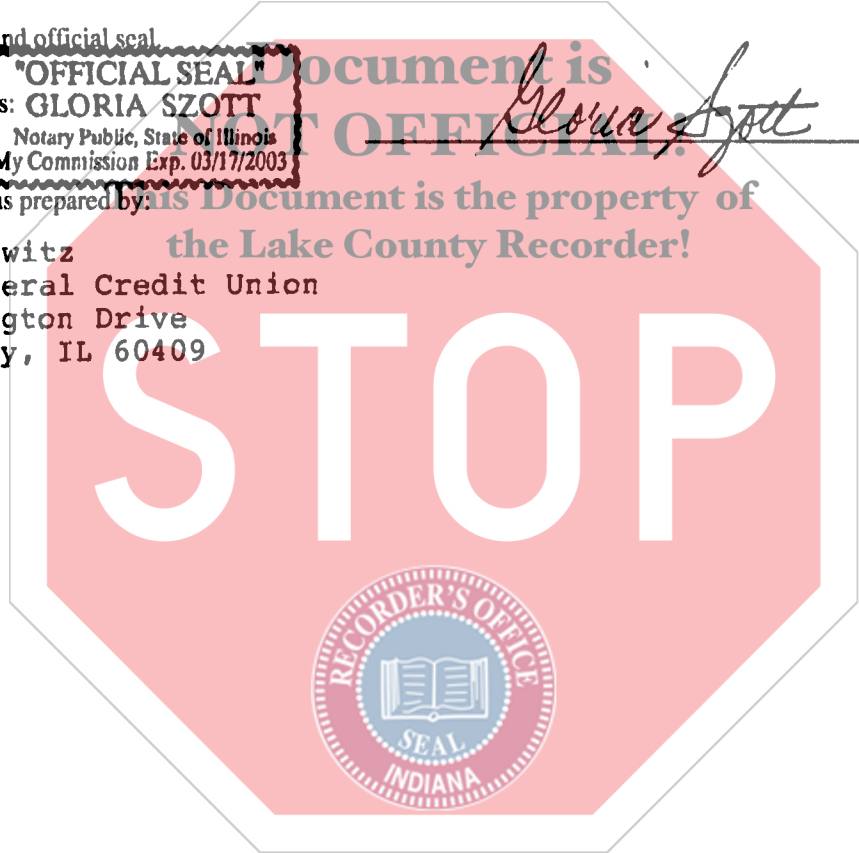 nd official seal.
"OFFICIAL SEAL"
s: GLORIA SZOTT
Notary Public, State of Illinois
My Commission Exp. 03/17/2003
Gloria Szott
Document is
NOT OFFICIAL!
This Document is the property of
the Lake County Recorder!
as prepared by:
witz
eral Credit Union
gton Drive
y, IL 60409
STOP
RECORDER'S OFFICE
SEAL
INDIANA